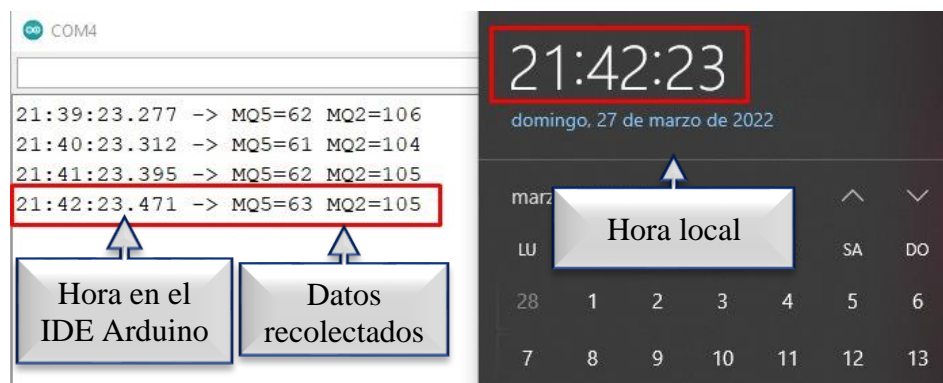 COM4
21:39:23.277 -> MQ5=62 MQ2=106
21:40:23.312 -> MQ5=61 MQ2=104
21:41:23.395 -> MQ5=62 MQ2=105
21:42:23.471 -> MQ5=63 MQ2=105
Hora en el
IDE Arduino
Datos
recolectados
21:42:23
domingo, 27 de marzo de 2022
Hora local
LU
SA DO
28 1 2 3 4 5 6
7 8 9 10 11 12 13